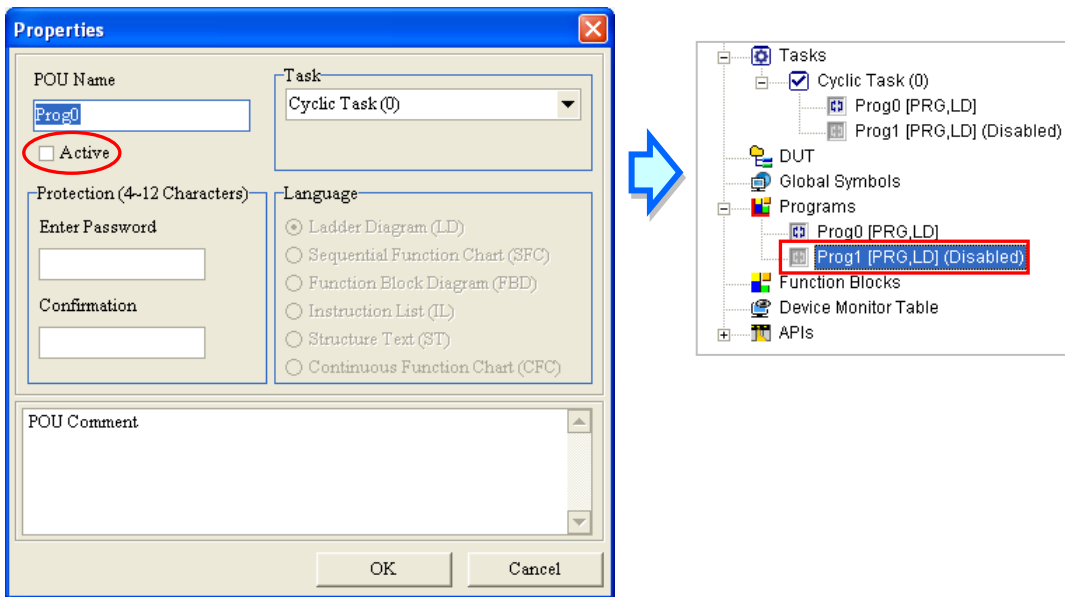 Properties
POU Name
Prog0
Active
Task
Cyclic Task (0)
Protection (4~12 Characters)
Enter Password
Confirmation
Language
Ladder Diagram (LD)
Sequential Function Chart (SFC)
Function Block Diagram (FBD)
Instruction List (IL)
Structure Text (ST)
Continuous Function Chart (CFC)
POU Comment
OK
Cancel
Tasks
Cyclic Task (0)
Prog0 [PRG,LD]
Prog1 [PRG,LD] (Disabled)
DUT
Global Symbols
Programs
Prog0 [PRG,LD]
Prog1 [PRG,LD] (Disabled)
Function Blocks
Device Monitor Table
APIs